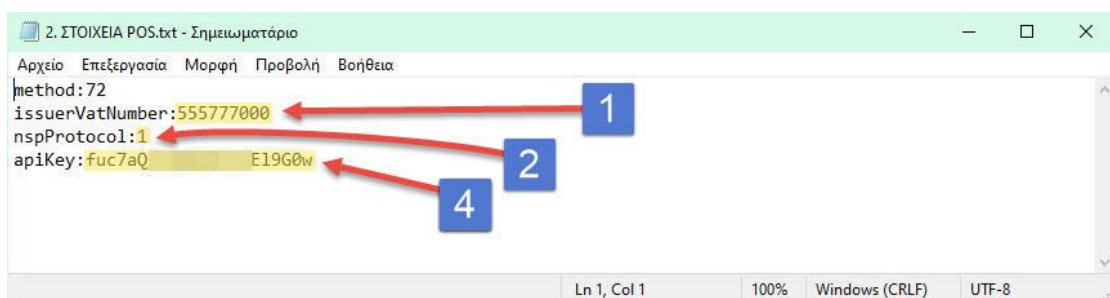 2. ΣΤΟΙΧΕΙΑ POS.txt - Σημειωματάριο
Αρχείο Επεξεργασία Μορφή Προβολή Βοήθεια
method:72
issuerVatNumber:555777000
1
nspProtocol:1
2
apiKey:fuc7aQ El9G0w
4
Ln 1, Col 1 100% Windows (CRLF) UTF-8